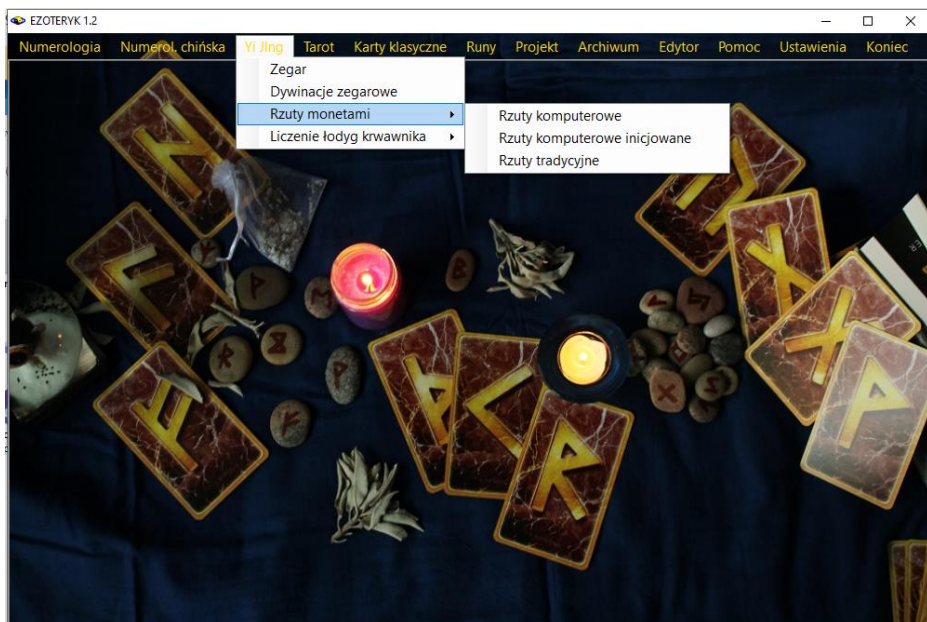 EZOTERYK 1.2
Numerologia Numerol. chińska Yi Jing Tarot Karty klasyczne Runy Projekt Archiwum Edytor Pomoc Ustawienia Koniec
Zegar
Dywinacje zegarowe
Rzuty monetami
Liczenie łodyg krwawnika
Rzuty komputerowe
Rzuty komputerowe inicjowane
Rzuty tradycyjne